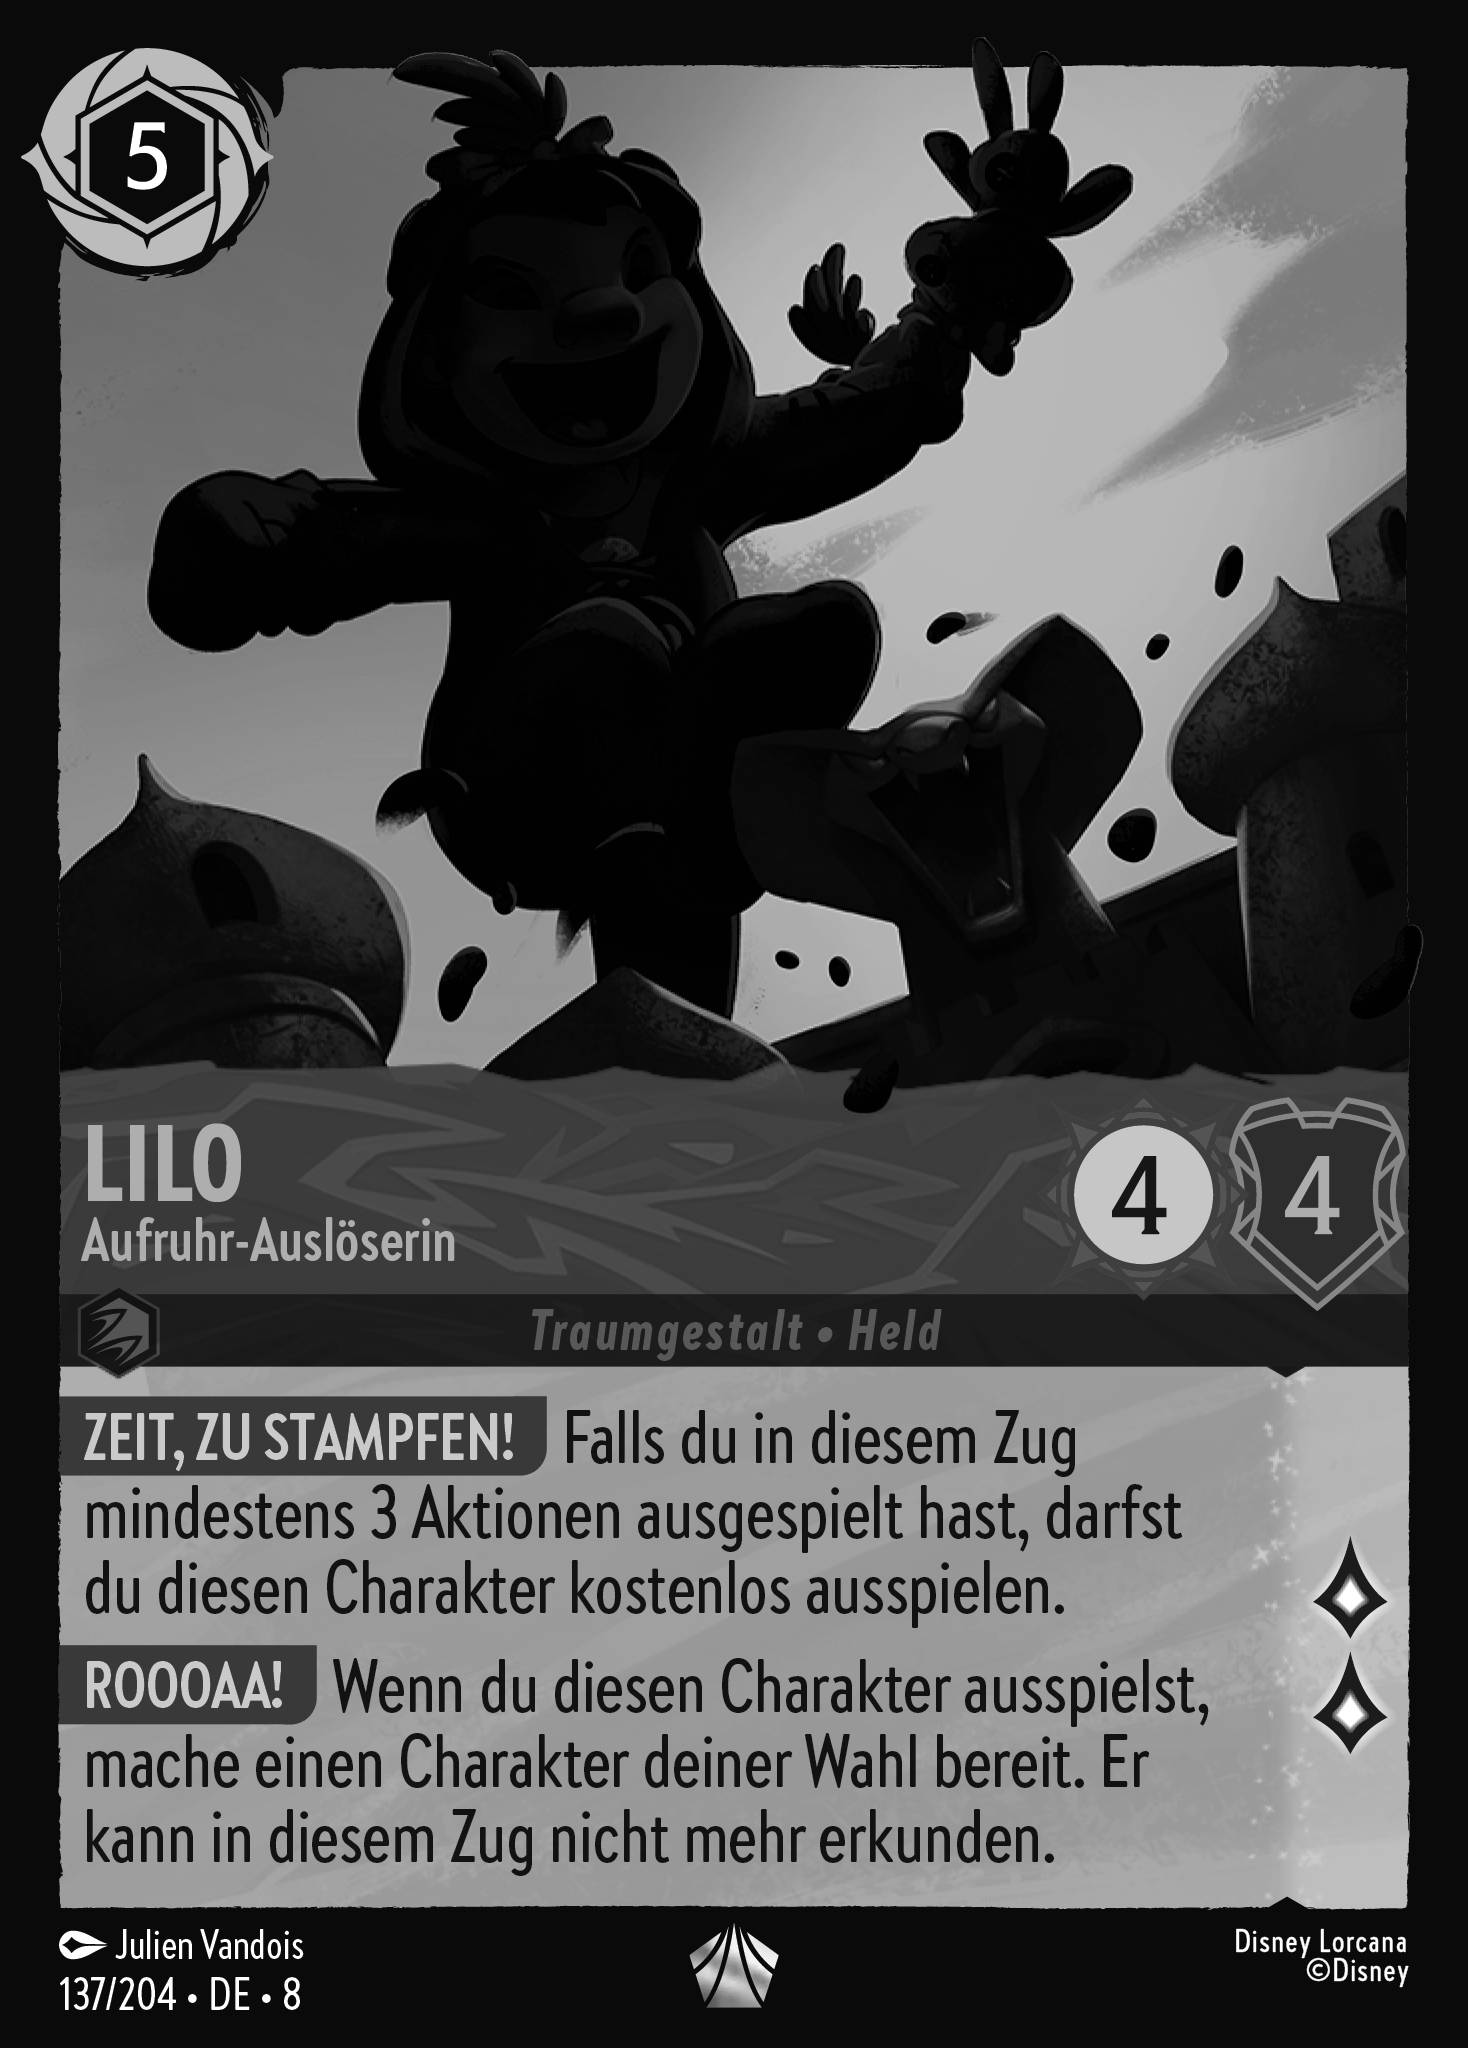 5
LILO
Aufruhr-Auslöserin
4 4
Traumgestalt • Held
ZEIT, ZU STAMPFEN! Falls du in diesem Zug
mindestens 3 Aktionen ausgespielt hast, darfst
du diesen Charakter kostenlos ausspielen.
ROOOAA! Wenn du diesen Charakter ausspielst,
mache einen Charakter deiner Wahl bereit. Er
kann in diesem Zug nicht mehr erkunden.
Julien Vandois
137/204 • DE • 8
Disney Lorcana
©Disney